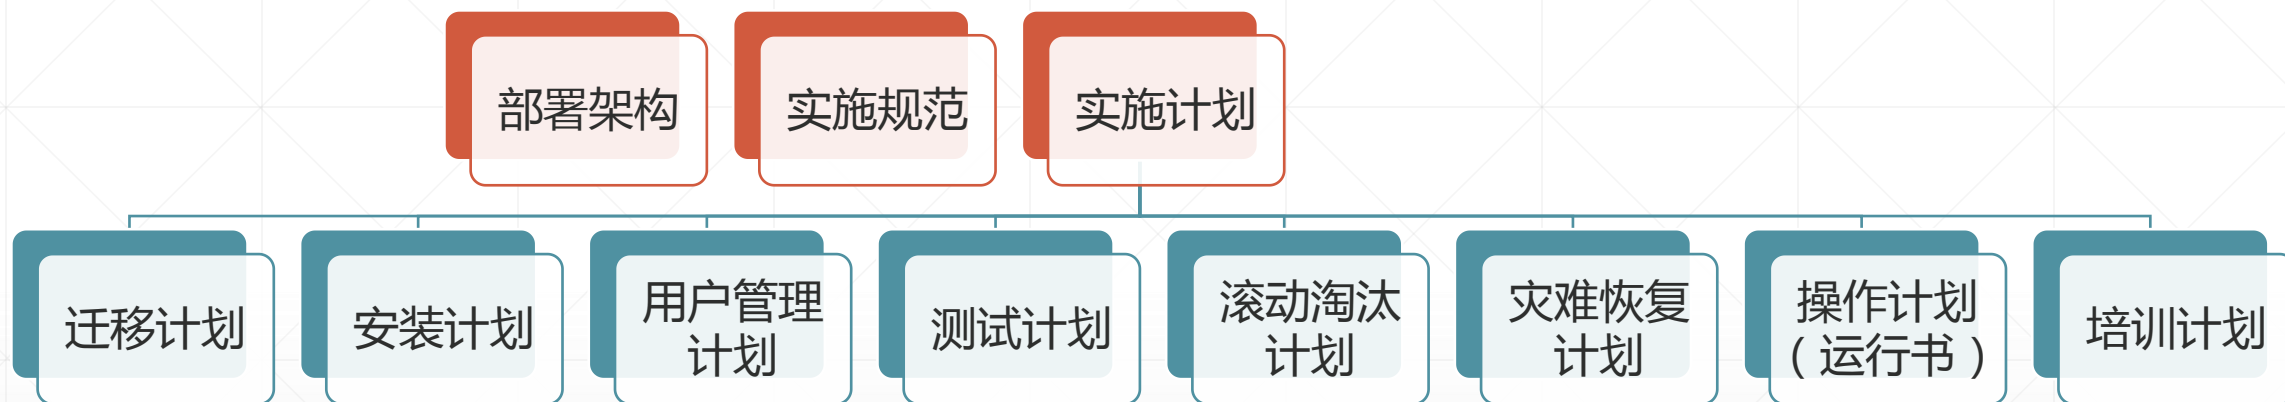 部署架构
实施规范
实施计划
迁移计划
安装计划
用户管理
计划
测试计划
滚动淘汰
计划
灾难恢复
计划
操作计划
（运行书）
培训计划